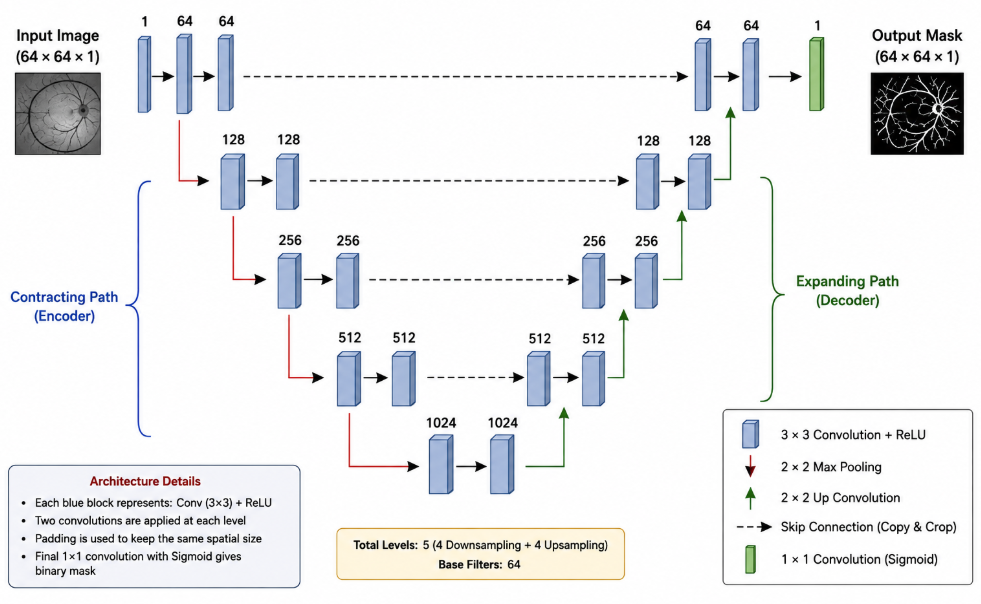 Input Image
(64 × 64 × 1)
1
64
64
64
64
1
Output Mask
(64 × 64 × 1)
128
128
128
128
256
256
256
256
Contracting Path
(Encoder)
Expanding Path
(Decoder)
512
512
512
512
1024
1024
Architecture Details
• Each blue block represents: Conv (3×3) + ReLU
• Two convolutions are applied at each level
• Padding is used to keep the same spatial size
• Final 1×1 convolution with Sigmoid gives
binary mask
Total Levels: 5 (4 Downsampling + 4 Upsampling)
Base Filters: 64
3 × 3 Convolution + ReLU
2 × 2 Max Pooling
2 × 2 Up Convolution
Skip Connection (Copy & Crop)
1 × 1 Convolution (Sigmoid)